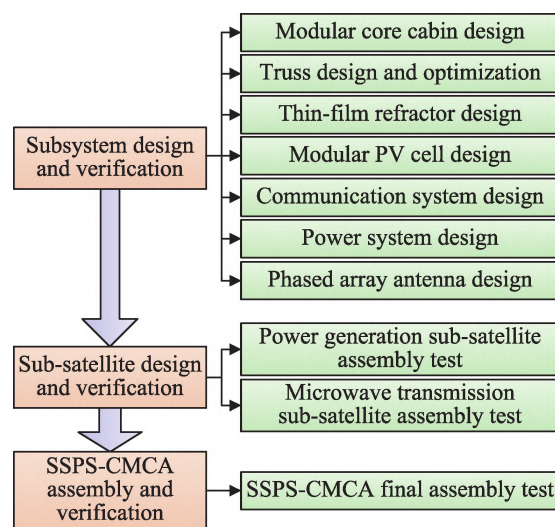 Modular core cabin design
Truss design and optimization
Thin-film refractor design
Subsystem design
and verification
Modular PV cell design
Communication system design
Power system design
Phased array antenna design
Sub-satellite design
and verification
Power generation sub-satellite
assembly test
Microwave transmission
sub-satellite assembly test
SSPS-CMCA
assembly and
verification
SSPS-CMCA final assembly test